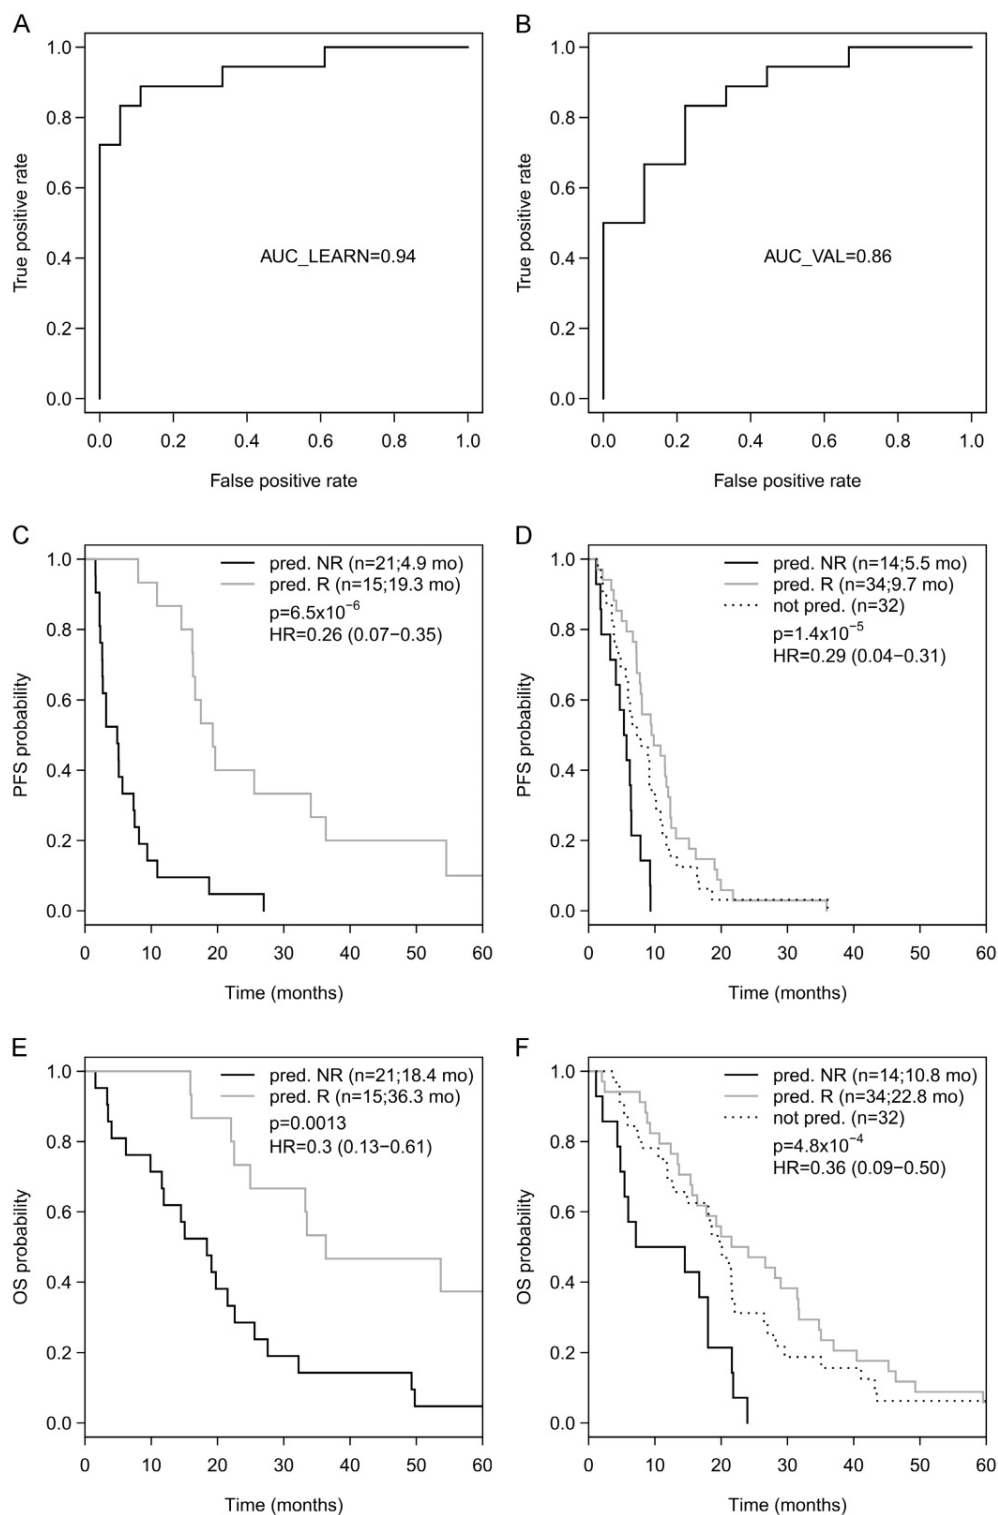 A
1.0
0.8
0.6
0.4
0.2
0.0
True positive rate
AUC_LEARN=0.94
0.0 0.2 0.4 0.6 0.8 1.0
False positive rate
B
1.0
0.8
0.6
0.4
0.2
0.0
True positive rate
AUC_VAL=0.86
0.0 0.2 0.4 0.6 0.8 1.0
False positive rate
C
1.0
0.8
0.6
0.4
0.2
0.0
PFS probability
pred. NR (n=21;4.9 mo)
pred. R (n=15;19.3 mo)
p=6.5x10⁻⁶
HR=0.26 (0.07−0.35)
0 10 20 30 40 50 60
Time (months)
D
1.0
0.8
0.6
0.4
0.2
0.0
PFS probability
pred. NR (n=14;5.5 mo)
pred. R (n=34;9.7 mo)
not pred. (n=32)
p=1.4x10⁻⁵
HR=0.29 (0.04−0.31)
0 10 20 30 40 50 60
Time (months)
E
1.0
0.8
0.6
0.4
0.2
0.0
OS probability
pred. NR (n=21;18.4 mo)
pred. R (n=15;36.3 mo)
p=0.0013
HR=0.3 (0.13−0.61)
0 10 20 30 40 50 60
Time (months)
F
1.0
0.8
0.6
0.4
0.2
0.0
OS probability
pred. NR (n=14;10.8 mo)
pred. R (n=34;22.8 mo)
not pred. (n=32)
p=4.8x10⁻⁴
HR=0.36 (0.09−0.50)
0 10 20 30 40 50 60
Time (months)